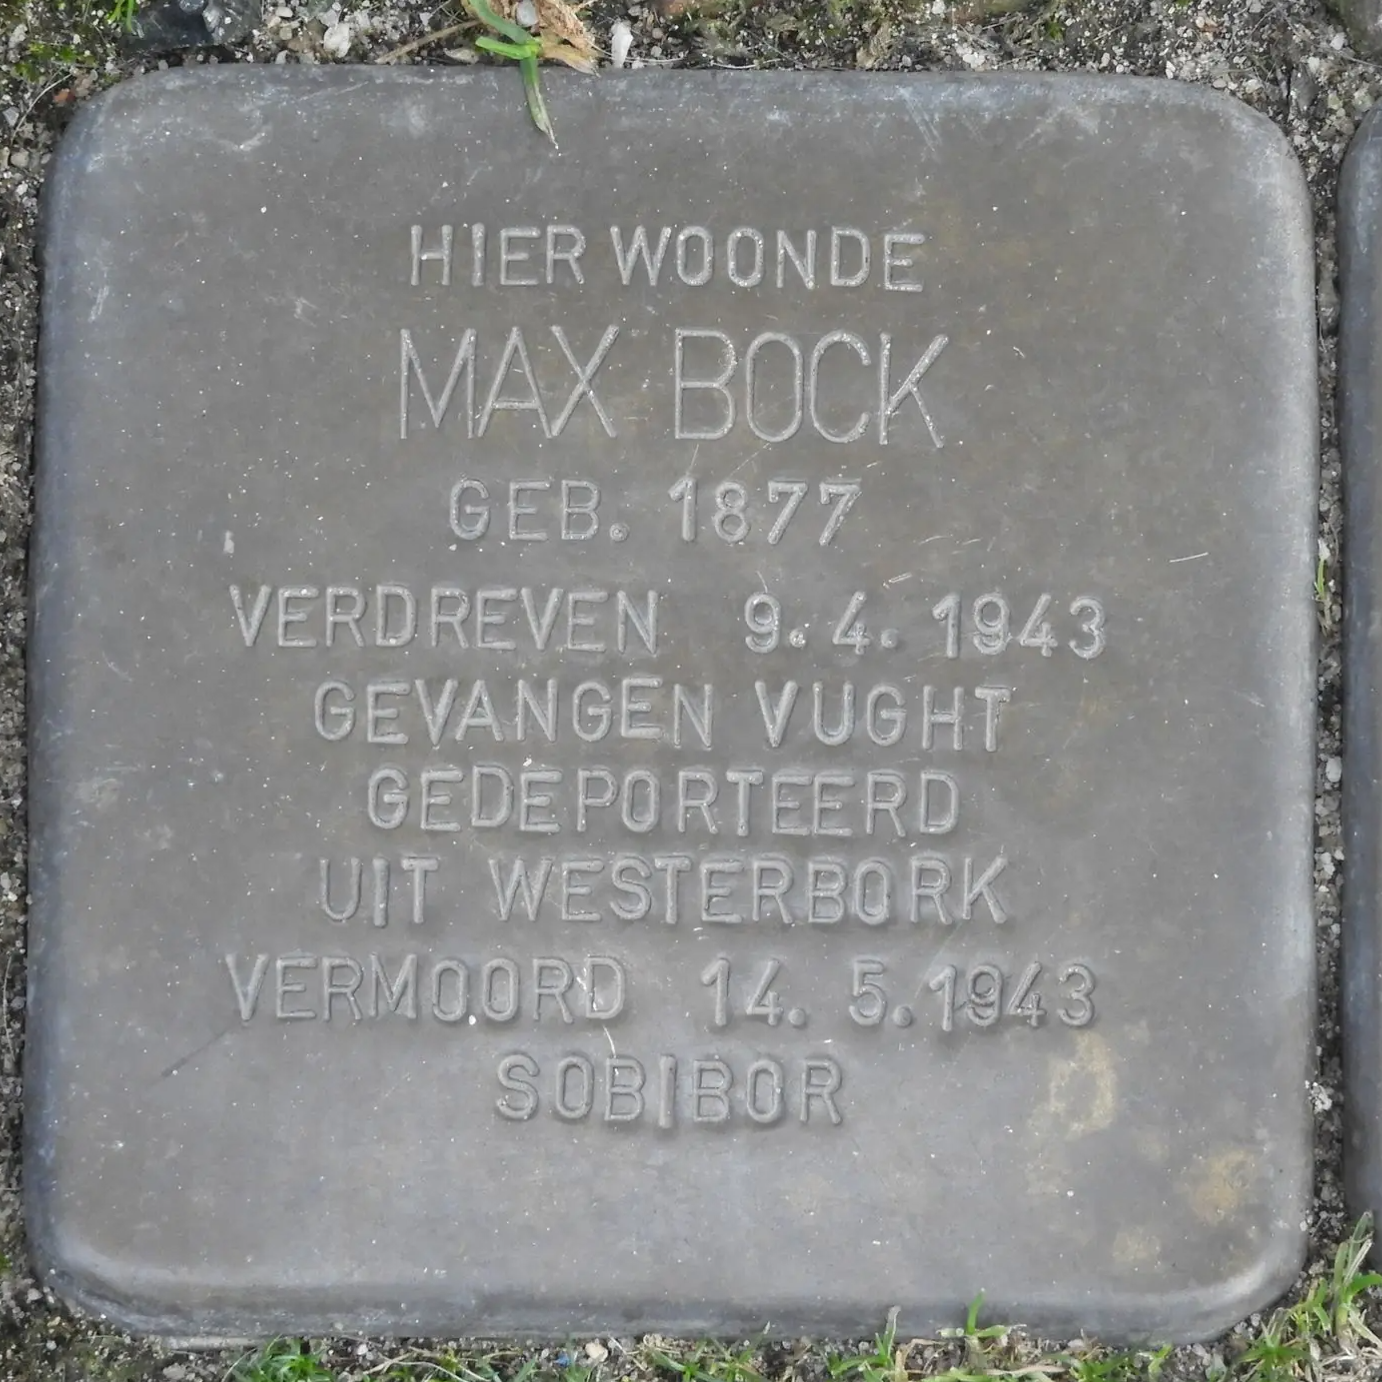 HIER WOONDE
MAX BOCK
GEB. 1877
VERDREVEN 9.4.1943
GEVANGEN VUGHT
GEDEPORTEERD
UIT WESTERBORK
VERMOORD 14.5.1943
SOBIBOR